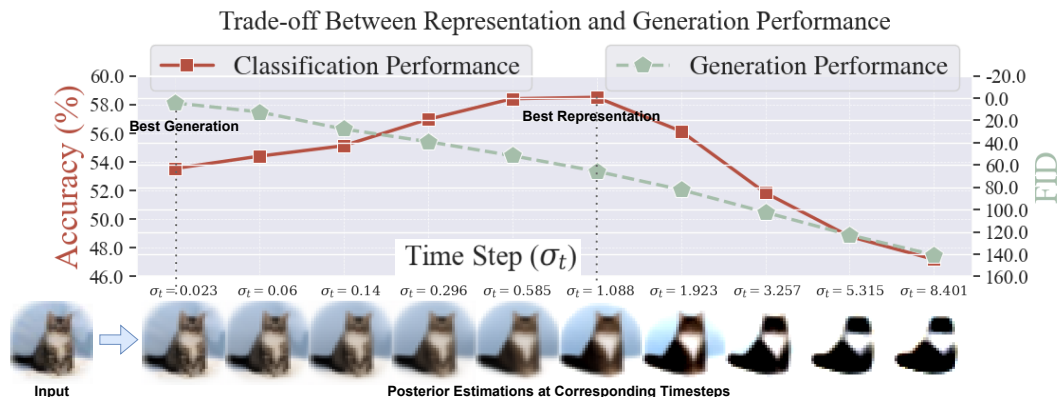 Trade-off Between Representation and Generation Performance
Classification Performance
Generation Performance
Accuracy (%)
60.0
58.0
56.0
54.0
52.0
50.0
48.0
46.0
-20.0
0.0
20.0
40.0
60.0
80.0
100.0
120.0
140.0
160.0
FID
Best Generation
Best Representation
Time Step (σt)
σt = 0.023 σt = 0.06 σt = 0.14 σt = 0.296 σt = 0.585 σt = 1.088 σt = 1.923 σt = 3.257 σt = 5.315 σt = 8.401
Input
Posterior Estimations at Corresponding Timesteps